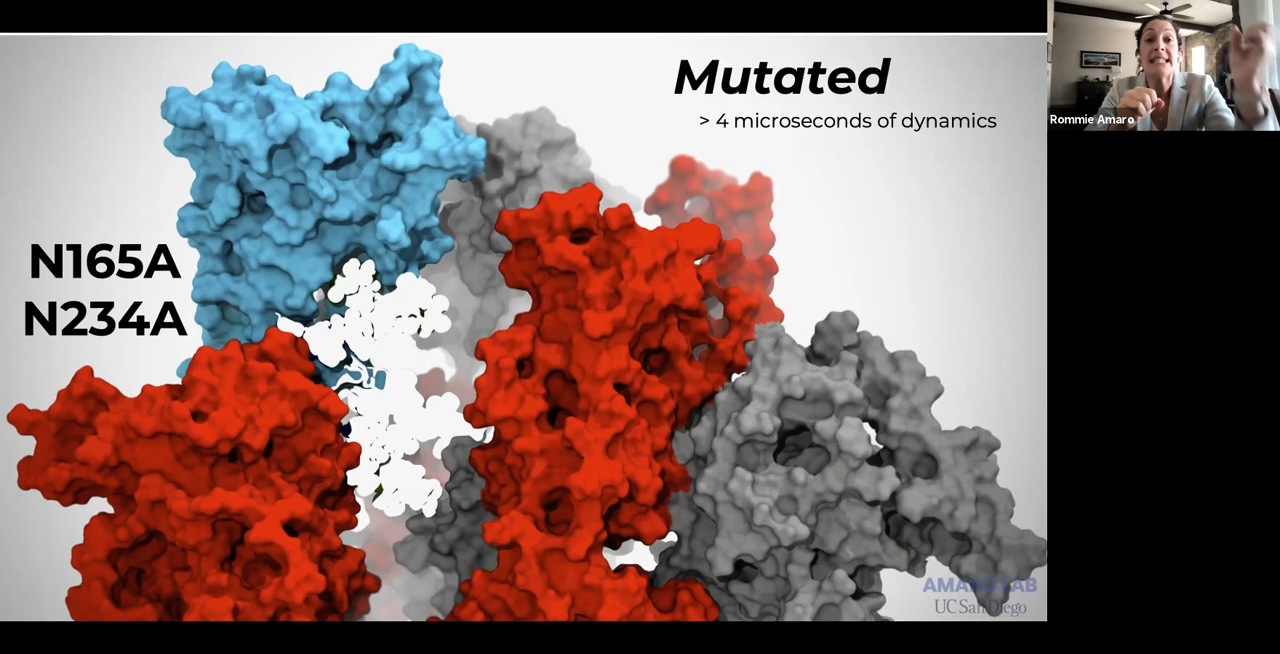 Mutated
> 4 microseconds of dynamics
N165A
N234A
AMARO LAB
UC San Diego
Rommie Amaro